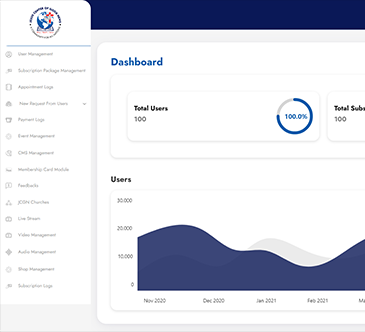 Dashboard
User Management
Subscription Package Management
Appointment Logs
New Request From Users
Payment Logs
Event Management
CMS Management
Membership Card Module
Feedbacks
JCGN Churches
Live Stream
Video Management
Audio Management
Shop Management
Subscription Logs
Total Users
100
100.0%
Total Subs
100
Users
30.000
20.000
10.000
0
Nov 2020
Dec 2020
Jan 2021
Feb 2021
Ma